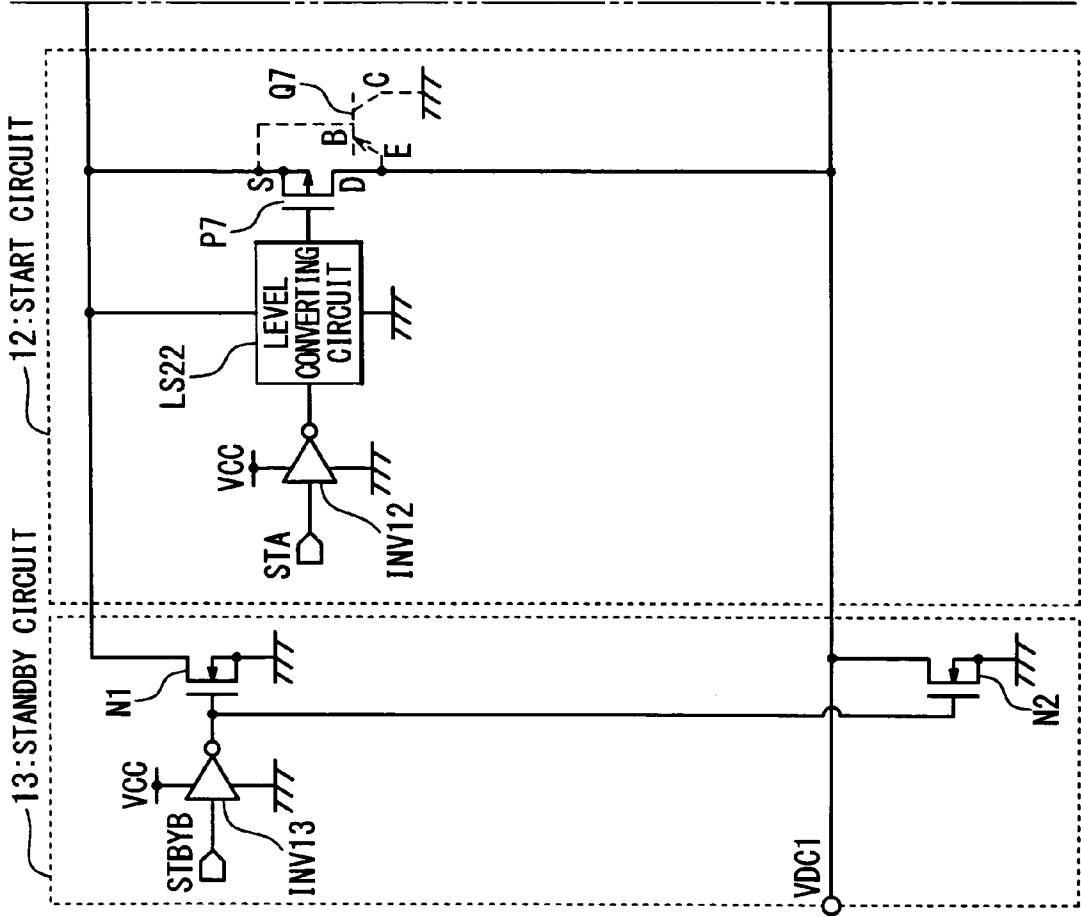 13:STANDBY CIRCUIT
12:START CIRCUIT
VCC
STBYB
INV13
N1
VCC
STA
INV12
LS22
LEVEL
CONVERTING
CIRCUIT
P7
S
D
Q7
B
C
E
VDC1
N2